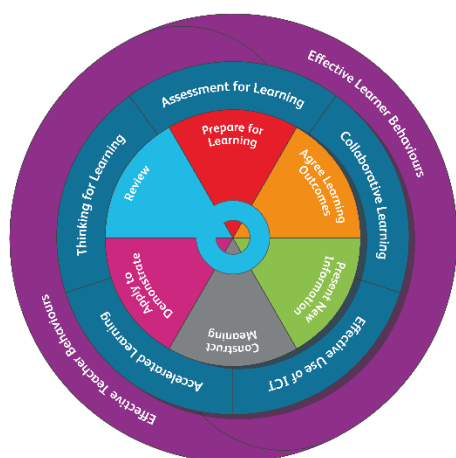 Effective Learner Behaviours
Effective Teacher Behaviours
Assessment for Learning
Collaborative Learning
Effective Use of ICT
Accelerated Learning
Thinking for Learning
Prepare for
Learning
Agree Learning
Outcomes
Present New
Information
Construct
Meaning
Apply to
Demonstrate
Review